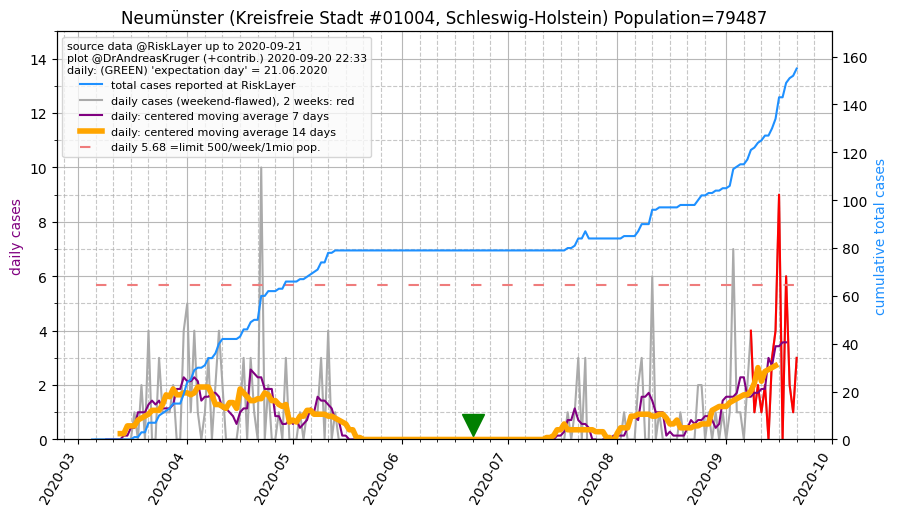 Neumünster (Kreisfreie Stadt #01004, Schleswig-Holstein) Population=79487
source data @RiskLayer up to 2020-09-21
plot @DrAndreasKruger (+contrib.) 2020-09-20 22:33
daily: (GREEN) 'expectation day' = 21.06.2020
total cases reported at RiskLayer
daily cases (weekend-flawed), 2 weeks: red
daily: centered moving average 7 days
daily: centered moving average 14 days
daily 5.68 =limit 500/week/1mio pop.
daily cases
14
12
10
8
6
4
2
0
160
140
120
100
80
60
40
20
0
cumulative total cases
2020-03
2020-04
2020-05
2020-06
2020-07
2020-08
2020-09
2020-10